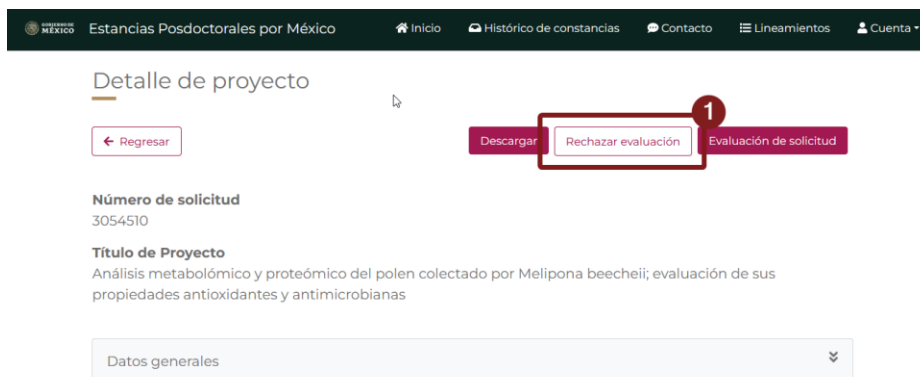 GOBIERNO DE MÉXICO Estancias Posdoctorales por México Inicio Histórico de constancias Contacto Lineamientos Cuenta
Detalle de proyecto
1
Regresar Descargar Rechazar evaluación Evaluación de solicitud
Número de solicitud
3054510
Título de Proyecto
Análisis metabolómico y proteómico del polen colectado por Melipona beecheii; evaluación de sus
propiedades antioxidantes y antimicrobianas
Datos generales